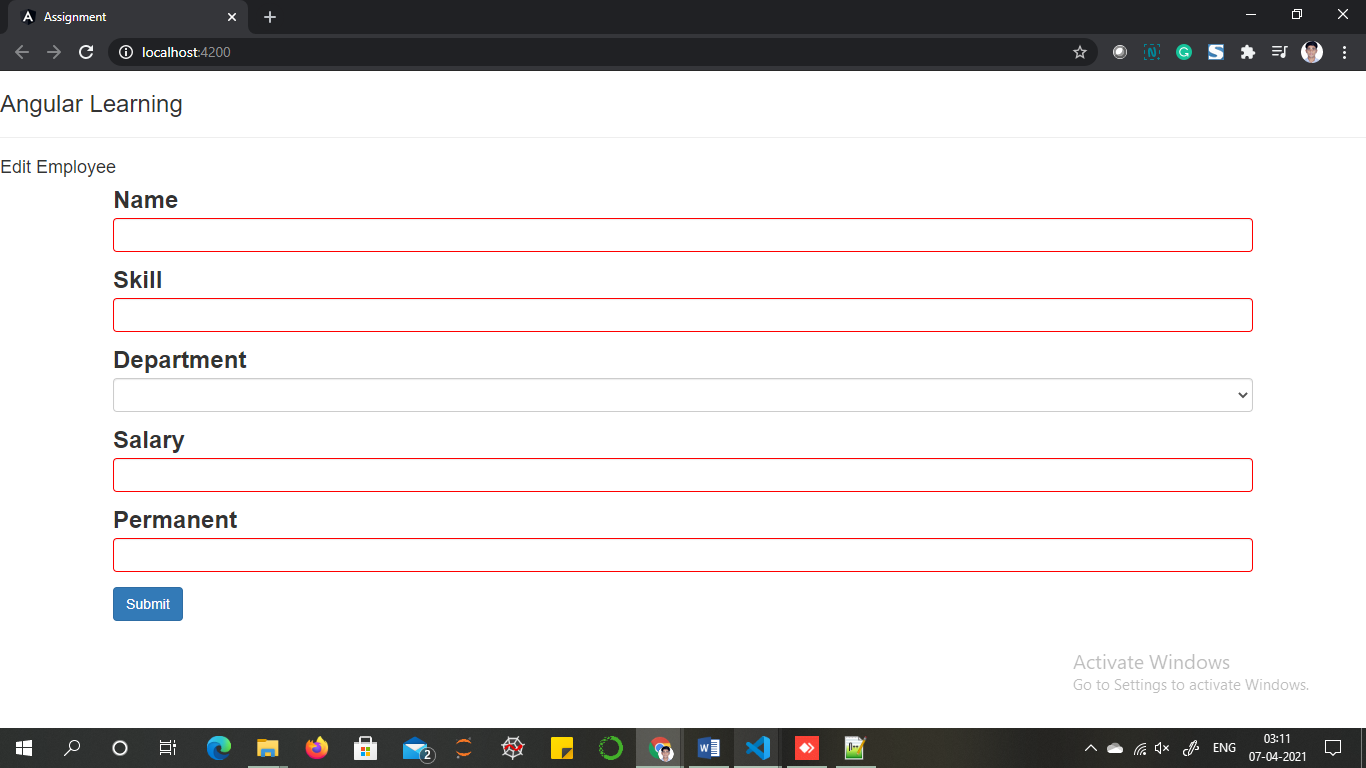 Assignment
localhost:4200
Angular Learning
Edit Employee
Name
Skill
Department
Salary
Permanent
Submit
Activate Windows
Go to Settings to activate Windows.
2
ENG
03:11
07-04-2021